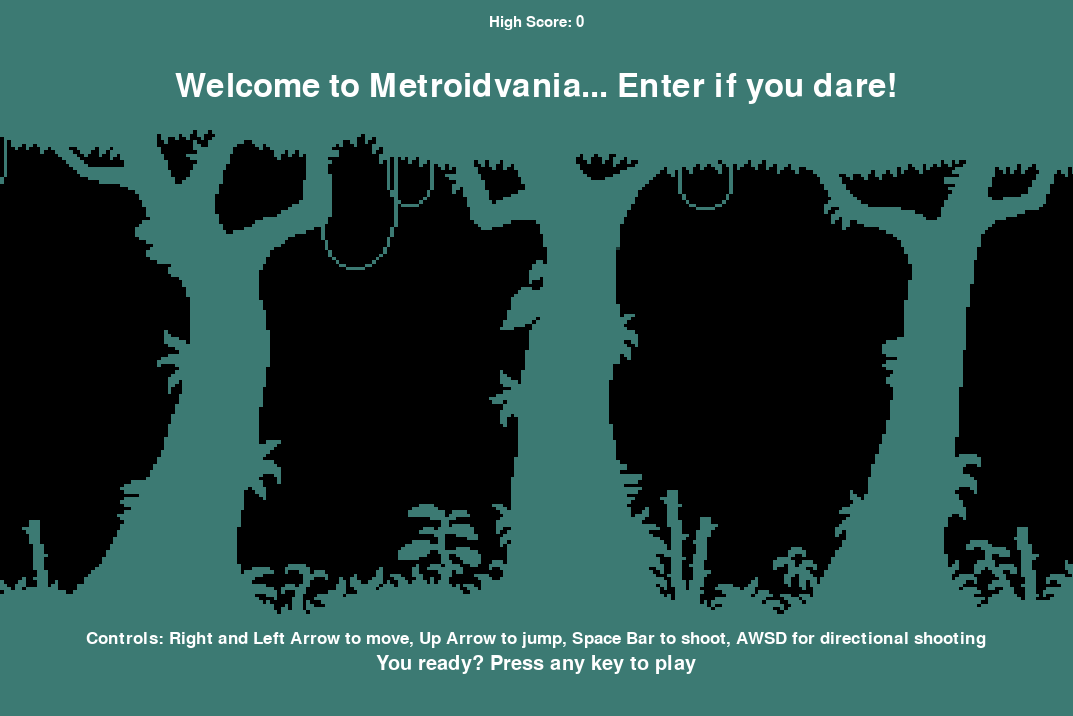 High Score: 0
Welcome to Metroidvania... Enter if you dare!
Controls: Right and Left Arrow to move, Up Arrow to jump, Space Bar to shoot, AWSD for directional shooting
You ready? Press any key to play